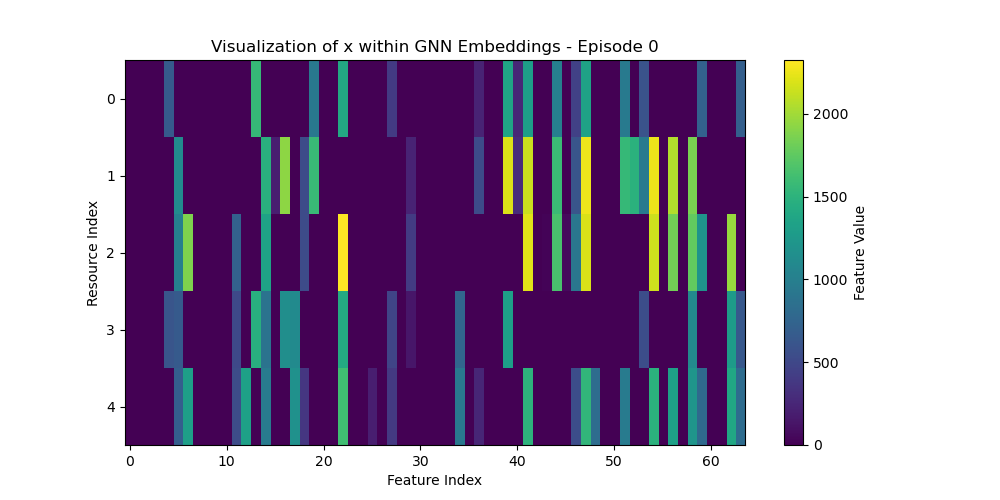 Visualization of x within GNN Embeddings - Episode 0
Resource Index
0
1
2
3
4
0 10 20 30 40 50 60
Feature Index
2000
1500
1000
500
0
Feature Value